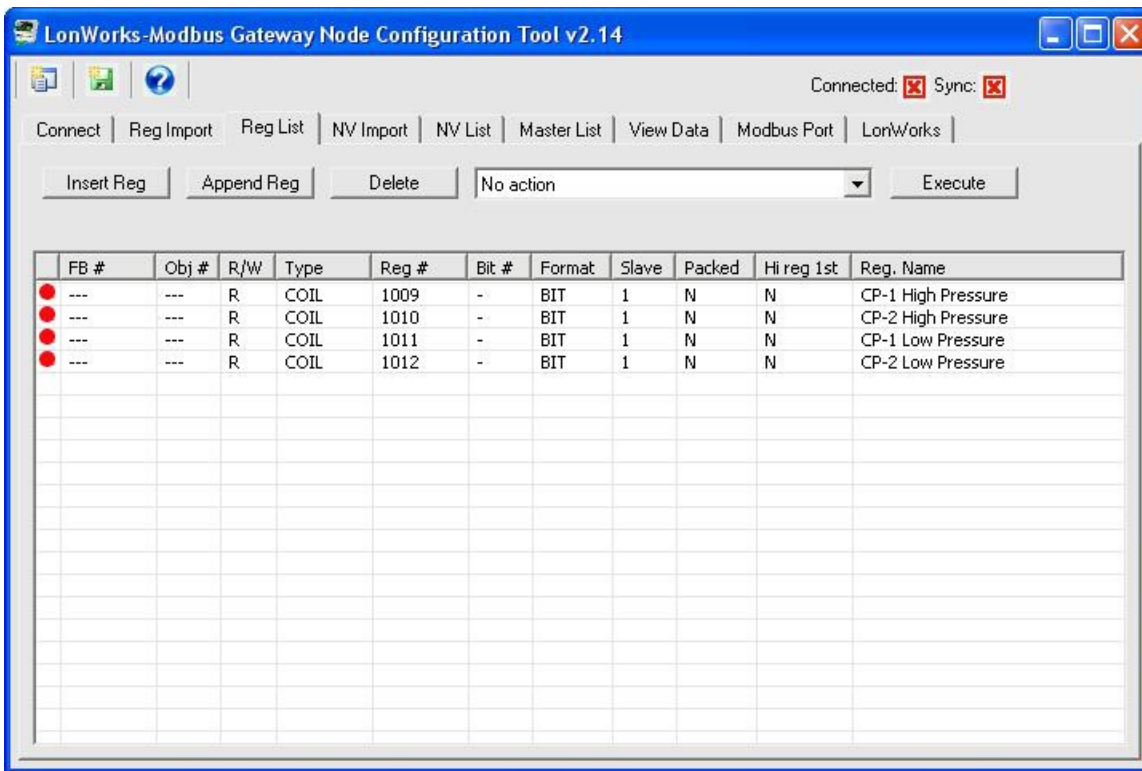 LonWorks-Modbus Gateway Node Configuration Tool v2.14
Connected: Sync:
Connect Reg Import Reg List NV Import NV List Master List View Data Modbus Port LonWorks
Insert Reg Append Reg Delete No action Execute
FB # Obj # R/W Type Reg # Bit # Format Slave Packed Hi reg 1st Reg. Name
--- --- R COIL 1009 - BIT 1 N N CP-1 High Pressure
--- --- R COIL 1010 - BIT 1 N N CP-2 High Pressure
--- --- R COIL 1011 - BIT 1 N N CP-1 Low Pressure
--- --- R COIL 1012 - BIT 1 N N CP-2 Low Pressure